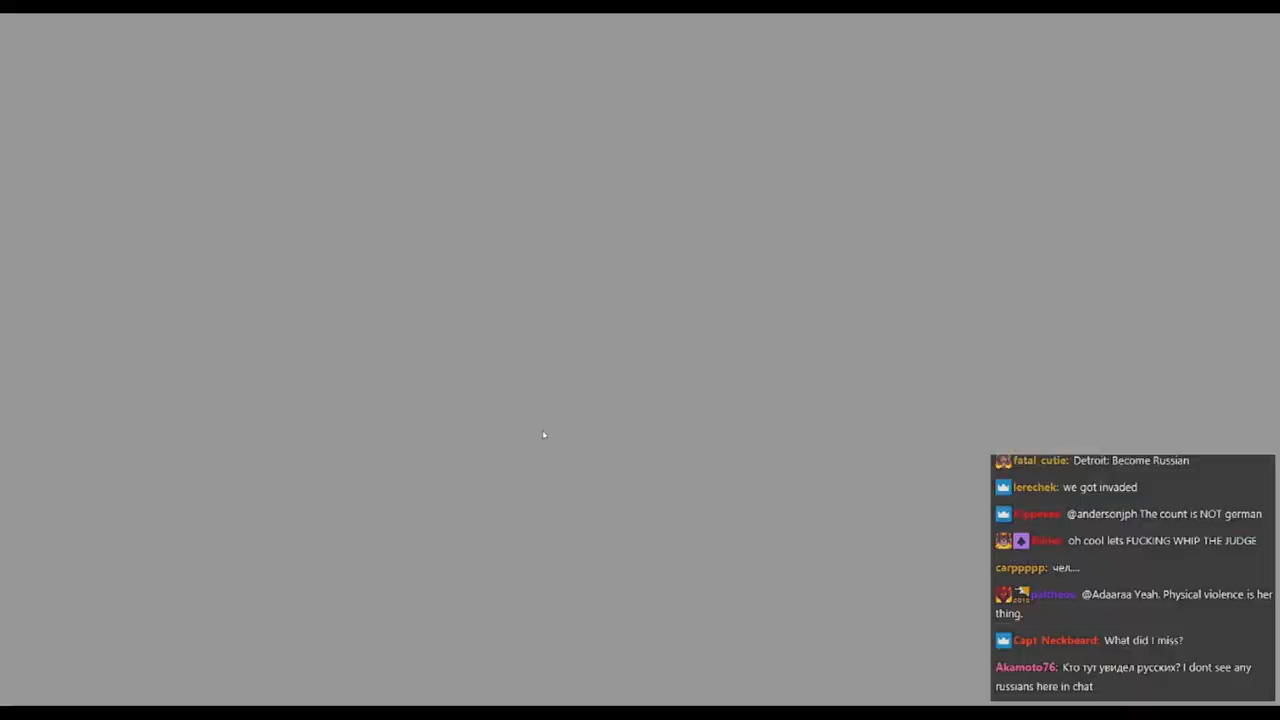 fatal_cutie: Detroit: Become Russian
lerechek: we got invaded
@andersonjph The count is NOT german
oh cool lets FUCKING WHIP THE JUDGE
carppppp: чел....
paltheos: @Adaaraa Yeah. Physical violence is her
thing.
Capt_Neckbeard: What did I miss?
Akamoto76: Кто тут увидел русских? I dont see any
russians here in chat